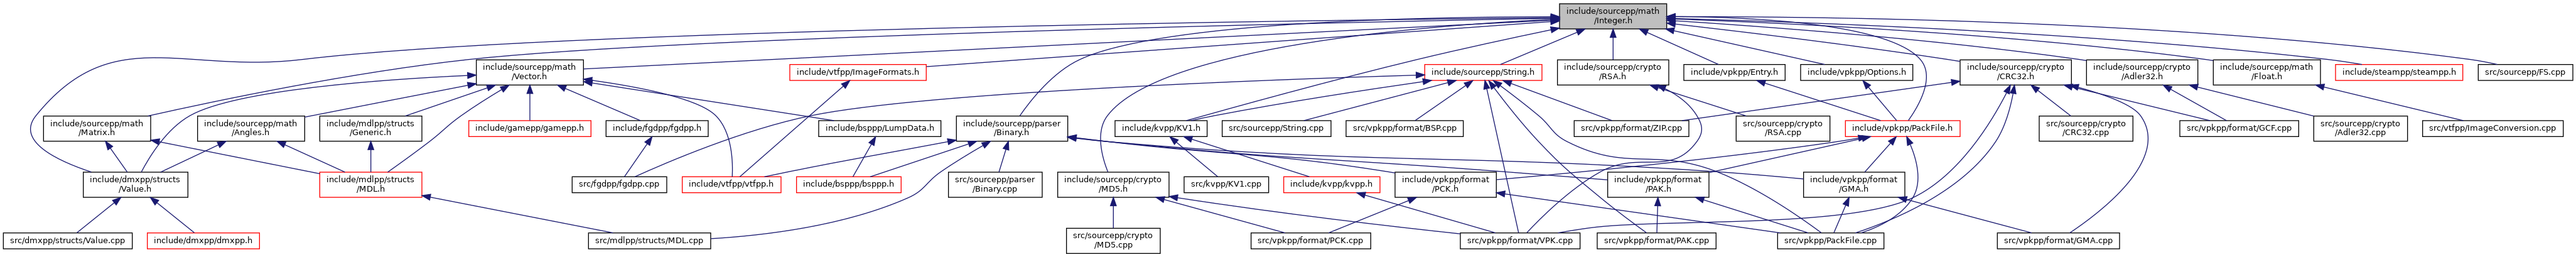 include/sourcepp/math
/Integer.h
include/sourcepp/math
/Vector.h
include/vtfpp/ImageFormats.h
include/sourcepp/String.h
include/sourcepp/crypto
/RSA.h
include/vpkpp/Entry.h
include/vpkpp/Options.h
include/sourcepp/crypto
/CRC32.h
include/sourcepp/crypto
/Adler32.h
include/sourcepp/math
/Float.h
include/steampp/steampp.h
src/sourcepp/FS.cpp
include/sourcepp/math
/Matrix.h
include/sourcepp/math
/Angles.h
include/mdlpp/structs
/Generic.h
include/gamepp/gamepp.h
include/fgdpp/fgdpp.h
include/bsppp/LumpData.h
include/sourcepp/parser
/Binary.h
include/kvpp/KV1.h
src/sourcepp/String.cpp
src/vpkpp/format/BSP.cpp
src/vpkpp/format/ZIP.cpp
src/sourcepp/crypto
/RSA.cpp
include/vpkpp/PackFile.h
src/sourcepp/crypto
/CRC32.cpp
src/vpkpp/format/GCF.cpp
src/sourcepp/crypto
/Adler32.cpp
src/vtfpp/ImageConversion.cpp
include/dmxpp/structs
/Value.h
include/mdlpp/structs
/MDL.h
src/fgdpp/fgdpp.cpp
include/vtfpp/vtfpp.h
include/bsppp/bsppp.h
src/sourcepp/parser
/Binary.cpp
include/sourcepp/crypto
/MD5.h
src/kvpp/KV1.cpp
include/kvpp/kvpp.h
include/vpkpp/format
/PCK.h
include/vpkpp/format
/PAK.h
include/vpkpp/format
/GMA.h
src/dmxpp/structs/Value.cpp
include/dmxpp/dmxpp.h
src/mdlpp/structs/MDL.cpp
src/sourcepp/crypto
/MD5.cpp
src/vpkpp/format/PCK.cpp
src/vpkpp/format/VPK.cpp
src/vpkpp/format/PAK.cpp
src/vpkpp/PackFile.cpp
src/vpkpp/format/GMA.cpp